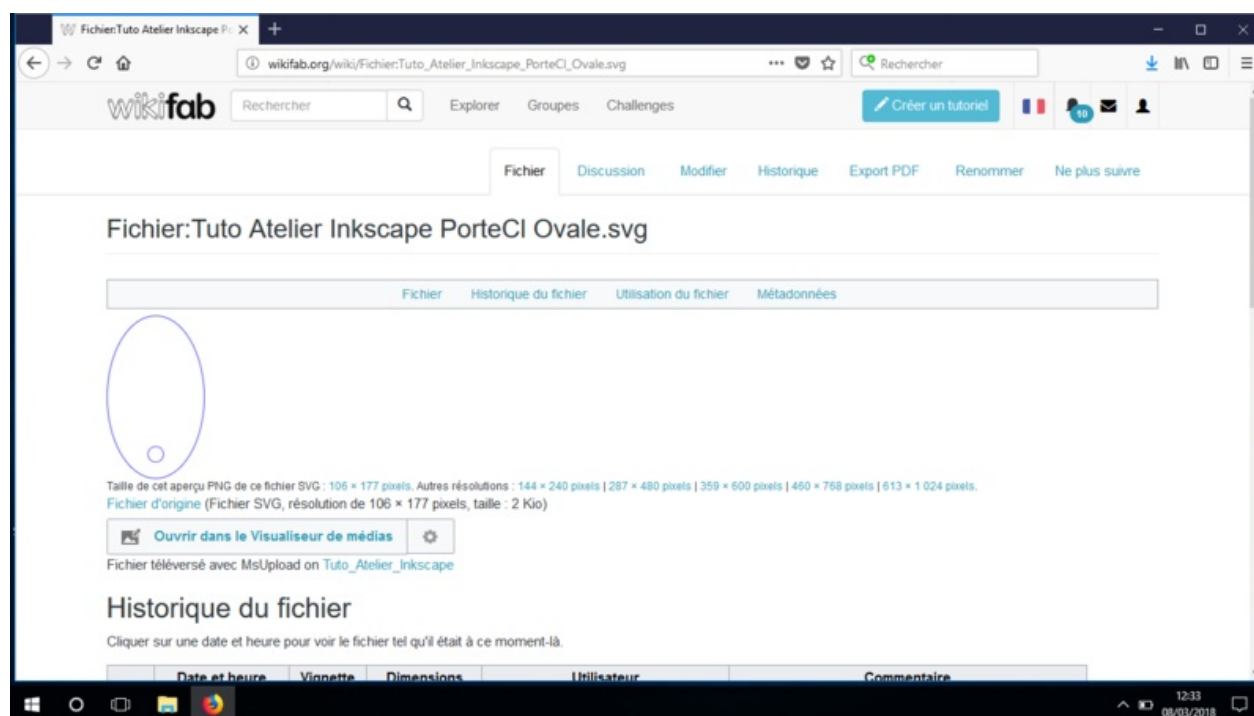 Fichier:Tuto Atelier Inkscape Po
wikifab.org/wiki/Fichier:Tuto_Atelier_Inkscape_PorteCl_Ovale.svg
Rechercher
wikifab
Rechercher
Explorer Groupes Challenges
Créer un tutoriel
10
Fichier Discussion Modifier Historique Export PDF Renommer Ne plus suivre
Fichier:Tuto Atelier Inkscape PorteCl Ovale.svg
Fichier Historique du fichier Utilisation du fichier Métadonnées
Taille de cet aperçu PNG de ce fichier SVG : 106 × 177 pixels. Autres résolutions : 144 × 240 pixels | 287 × 480 pixels | 359 × 600 pixels | 460 × 768 pixels | 613 × 1 024 pixels.
Fichier d'origine (Fichier SVG, résolution de 106 × 177 pixels, taille : 2 Kio)
Ouvrir dans le Visualiseur de médias
Fichier téléversé avec MsUpload on Tuto_Atelier_Inkscape
Historique du fichier
Cliquer sur une date et heure pour voir le fichier tel qu'il était à ce moment-là.
Date et heure Vignette Dimensions Utilisateur Commentaire
12:33
08/03/2018